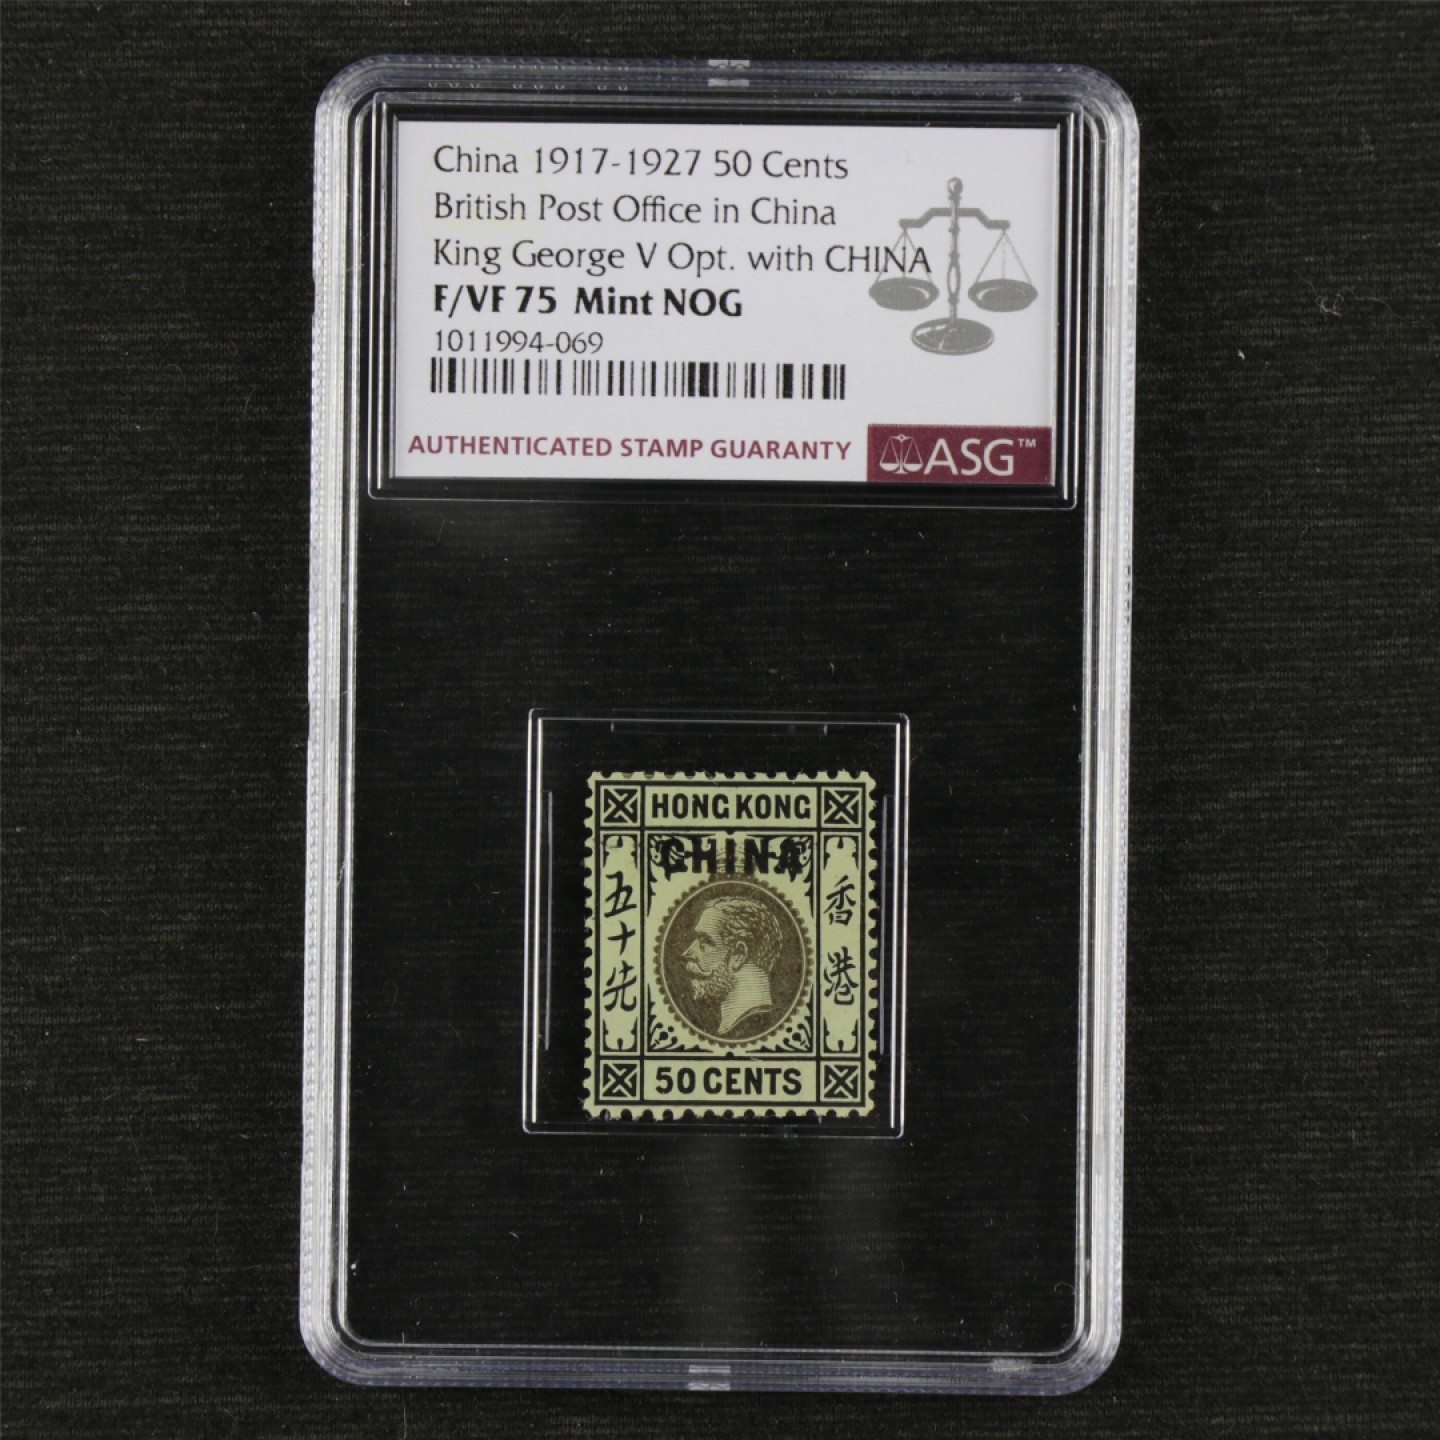 China 1917-1927 50 Cents
British Post Office in China
King George V Opt. with CHINA
F/VF 75 Mint NOG
1011994-069
AUTHENTICATED STAMP GUARANTY
ASG™
HONG KONG
CHINA
五十先
香港
50 CENTS